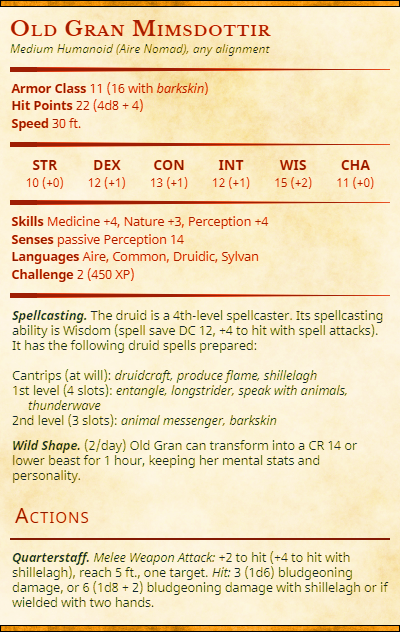 Old Gran Mimsdottir
Medium Humanoid (Aire Nomad), any alignment
Armor Class 11 (16 with barkskin)
Hit Points 22 (4d8 + 4)
Speed 30 ft.
STR DEX CON INT WIS CHA
10 (+0) 12 (+1) 13 (+1) 12 (+1) 15 (+2) 11 (+0)
Skills Medicine +4, Nature +3, Perception +4
Senses passive Perception 14
Languages Aire, Common, Druidic, Sylvan
Challenge 2 (450 XP)
Spellcasting. The druid is a 4th-level spellcaster. Its spellcasting
ability is Wisdom (spell save DC 12, +4 to hit with spell attacks).
It has the following druid spells prepared:
Cantrips (at will): druidcraft, produce flame, shillelagh
1st level (4 slots): entangle, longstrider, speak with animals,
thunderwave
2nd level (3 slots): animal messenger, barkskin
Wild Shape. (2/day) Old Gran can transform into a CR 14 or
lower beast for 1 hour, keeping her mental stats and
personality.
Actions
Quarterstaff. Melee Weapon Attack: +2 to hit (+4 to hit with
shillelagh), reach 5 ft., one target. Hit: 3 (1d6) bludgeoning
damage, or 6 (1d8 + 2) bludgeoning damage with shillelagh or if
wielded with two hands.